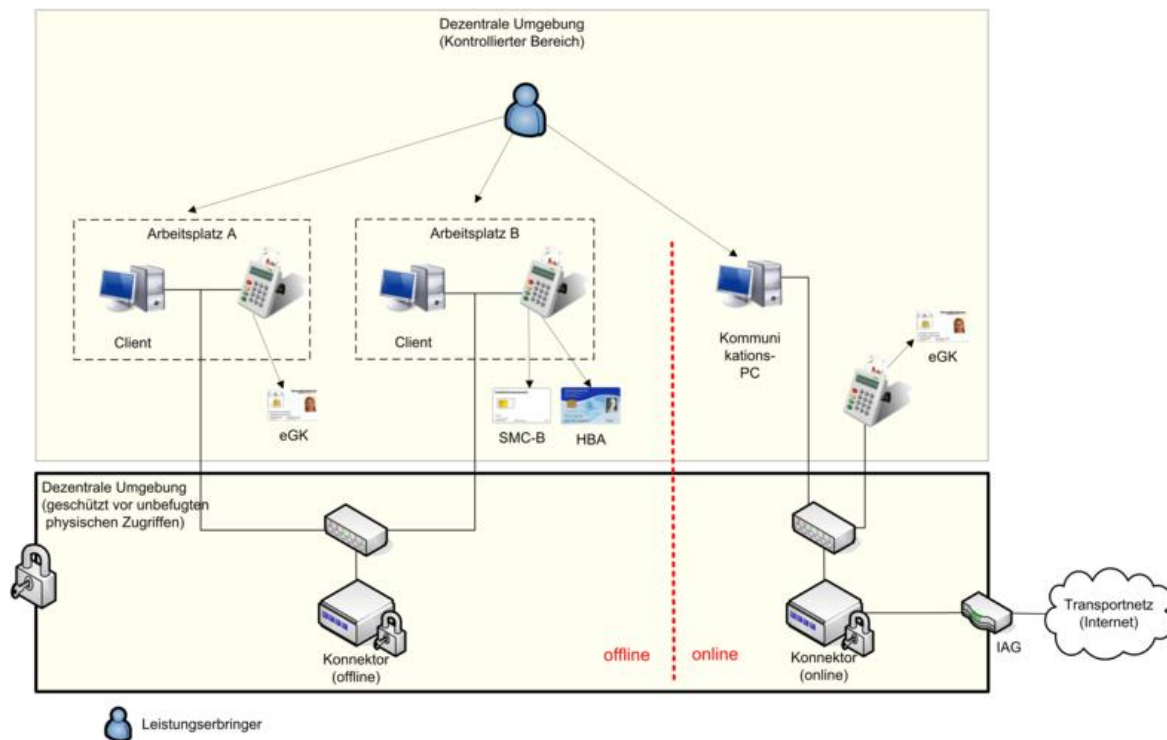 Dezentrale Umgebung
(Kontrollierter Bereich)
Arbeitsplatz A
Arbeitsplatz B
Client
Client
Kommuni
kations-
PC
eGK
eGK
SMC-B
HBA
Dezentrale Umgebung
(geschützt vor unbefugten
physischen Zugriffen)
Konnektor
(offline)
offline
online
Konnektor
(online)
IAG
Transportnetz
(Internet)
Leistungserbringer